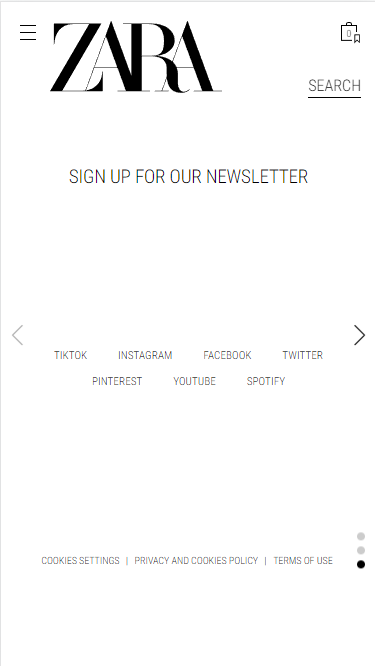 ZARA
0
SEARCH
SIGN UP FOR OUR NEWSLETTER
TIKTOK INSTAGRAM FACEBOOK TWITTER
PINTEREST YOUTUBE SPOTIFY
COOKIES SETTINGS | PRIVACY AND COOKIES POLICY | TERMS OF USE